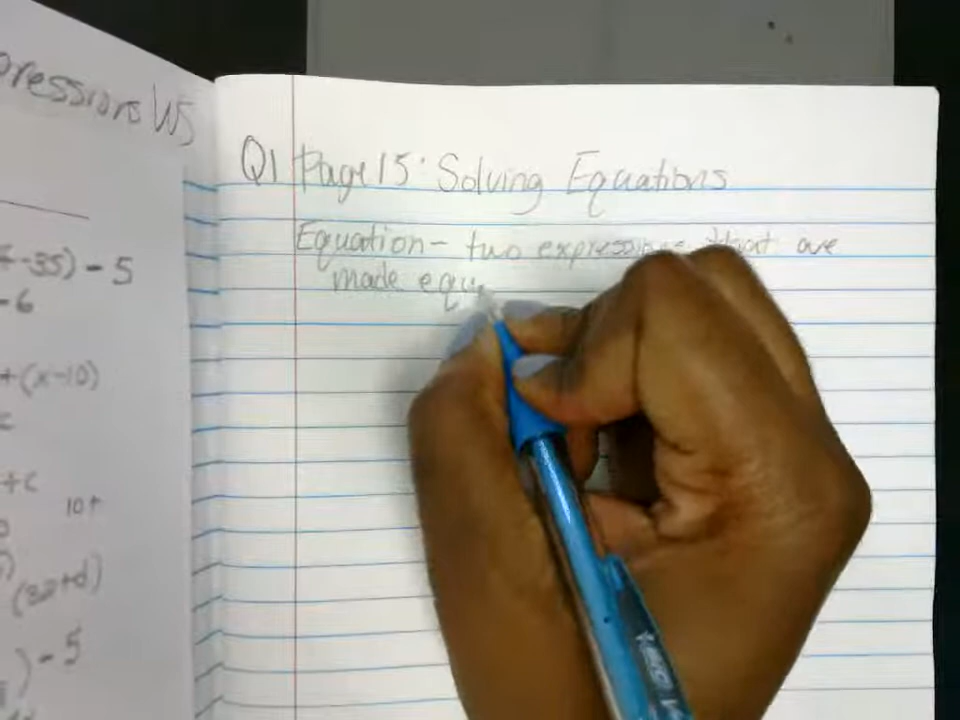 pressions WS
-35) - 5
-6
+(x-10)
+c
10+
(32+d)
) - 5
Q1 Page 15: Solving Equations
Equation - two expressions that are
made equ